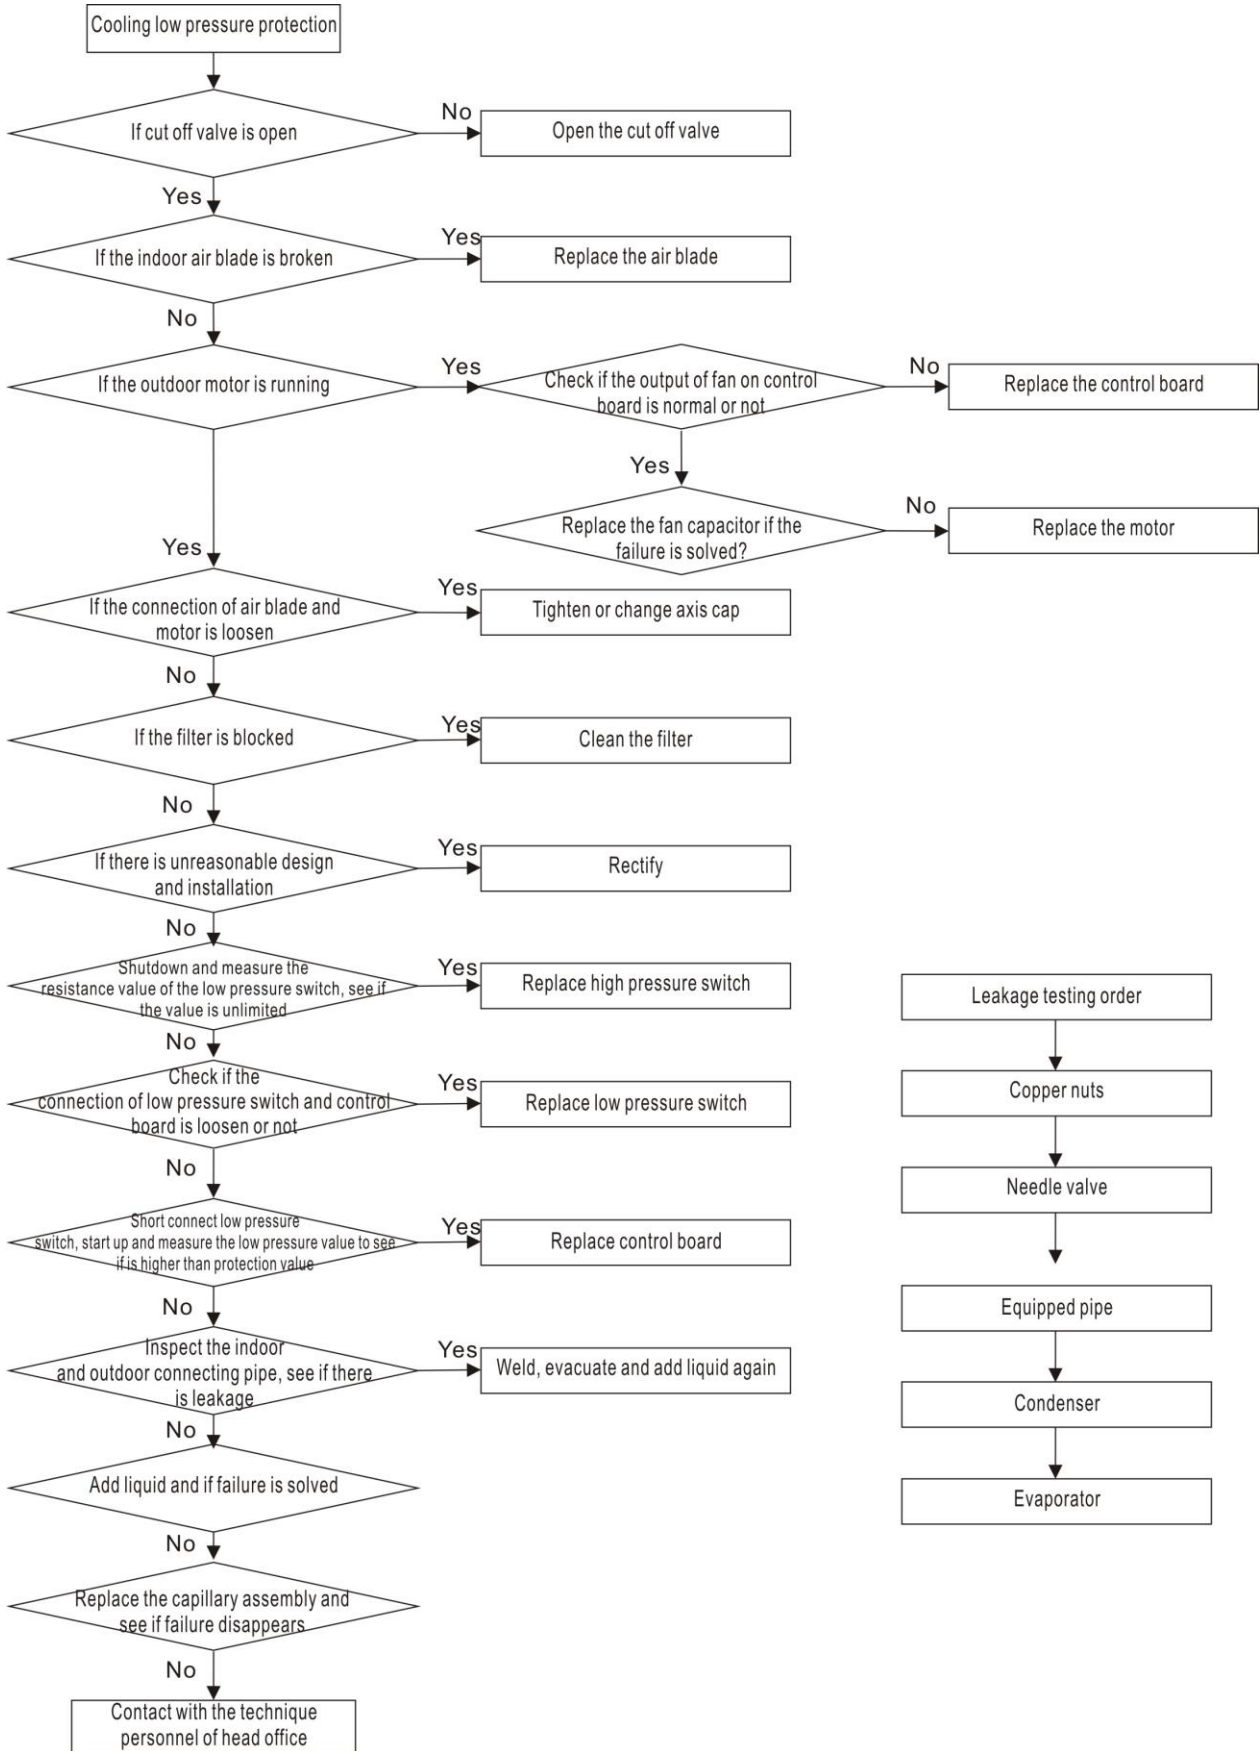 Cooling low pressure protection
If cut off valve is open
No
Open the cut off valve
Yes
If the indoor air blade is broken
Yes
Replace the air blade
No
If the outdoor motor is running
Yes
Check if the output of fan on control
board is normal or not
No
Replace the control board
Yes
Replace the fan capacitor if the
failure is solved?
No
Replace the motor
Yes
If the connection of air blade and
motor is loosen
Yes
Tighten or change axis cap
No
If the filter is blocked
Yes
Clean the filter
No
If there is unreasonable design
and installation
Yes
Rectify
No
Shutdown and measure the
resistance value of the low pressure switch, see if
the value is unlimited
Yes
Replace high pressure switch
No
Check if the
connection of low pressure switch and control
board is loosen or not
Yes
Replace low pressure switch
No
Short connect low pressure
switch, start up and measure the low pressure value to see
if is higher than protection value
Yes
Replace control board
No
Inspect the indoor
and outdoor connecting pipe, see if there
is leakage
Yes
Weld, evacuate and add liquid again
No
Add liquid and if failure is solved
No
Replace the capillary assembly and
see if failure disappears
No
Contact with the technique
personnel of head office
Leakage testing order
Copper nuts
Needle valve
Equipped pipe
Condenser
Evaporator